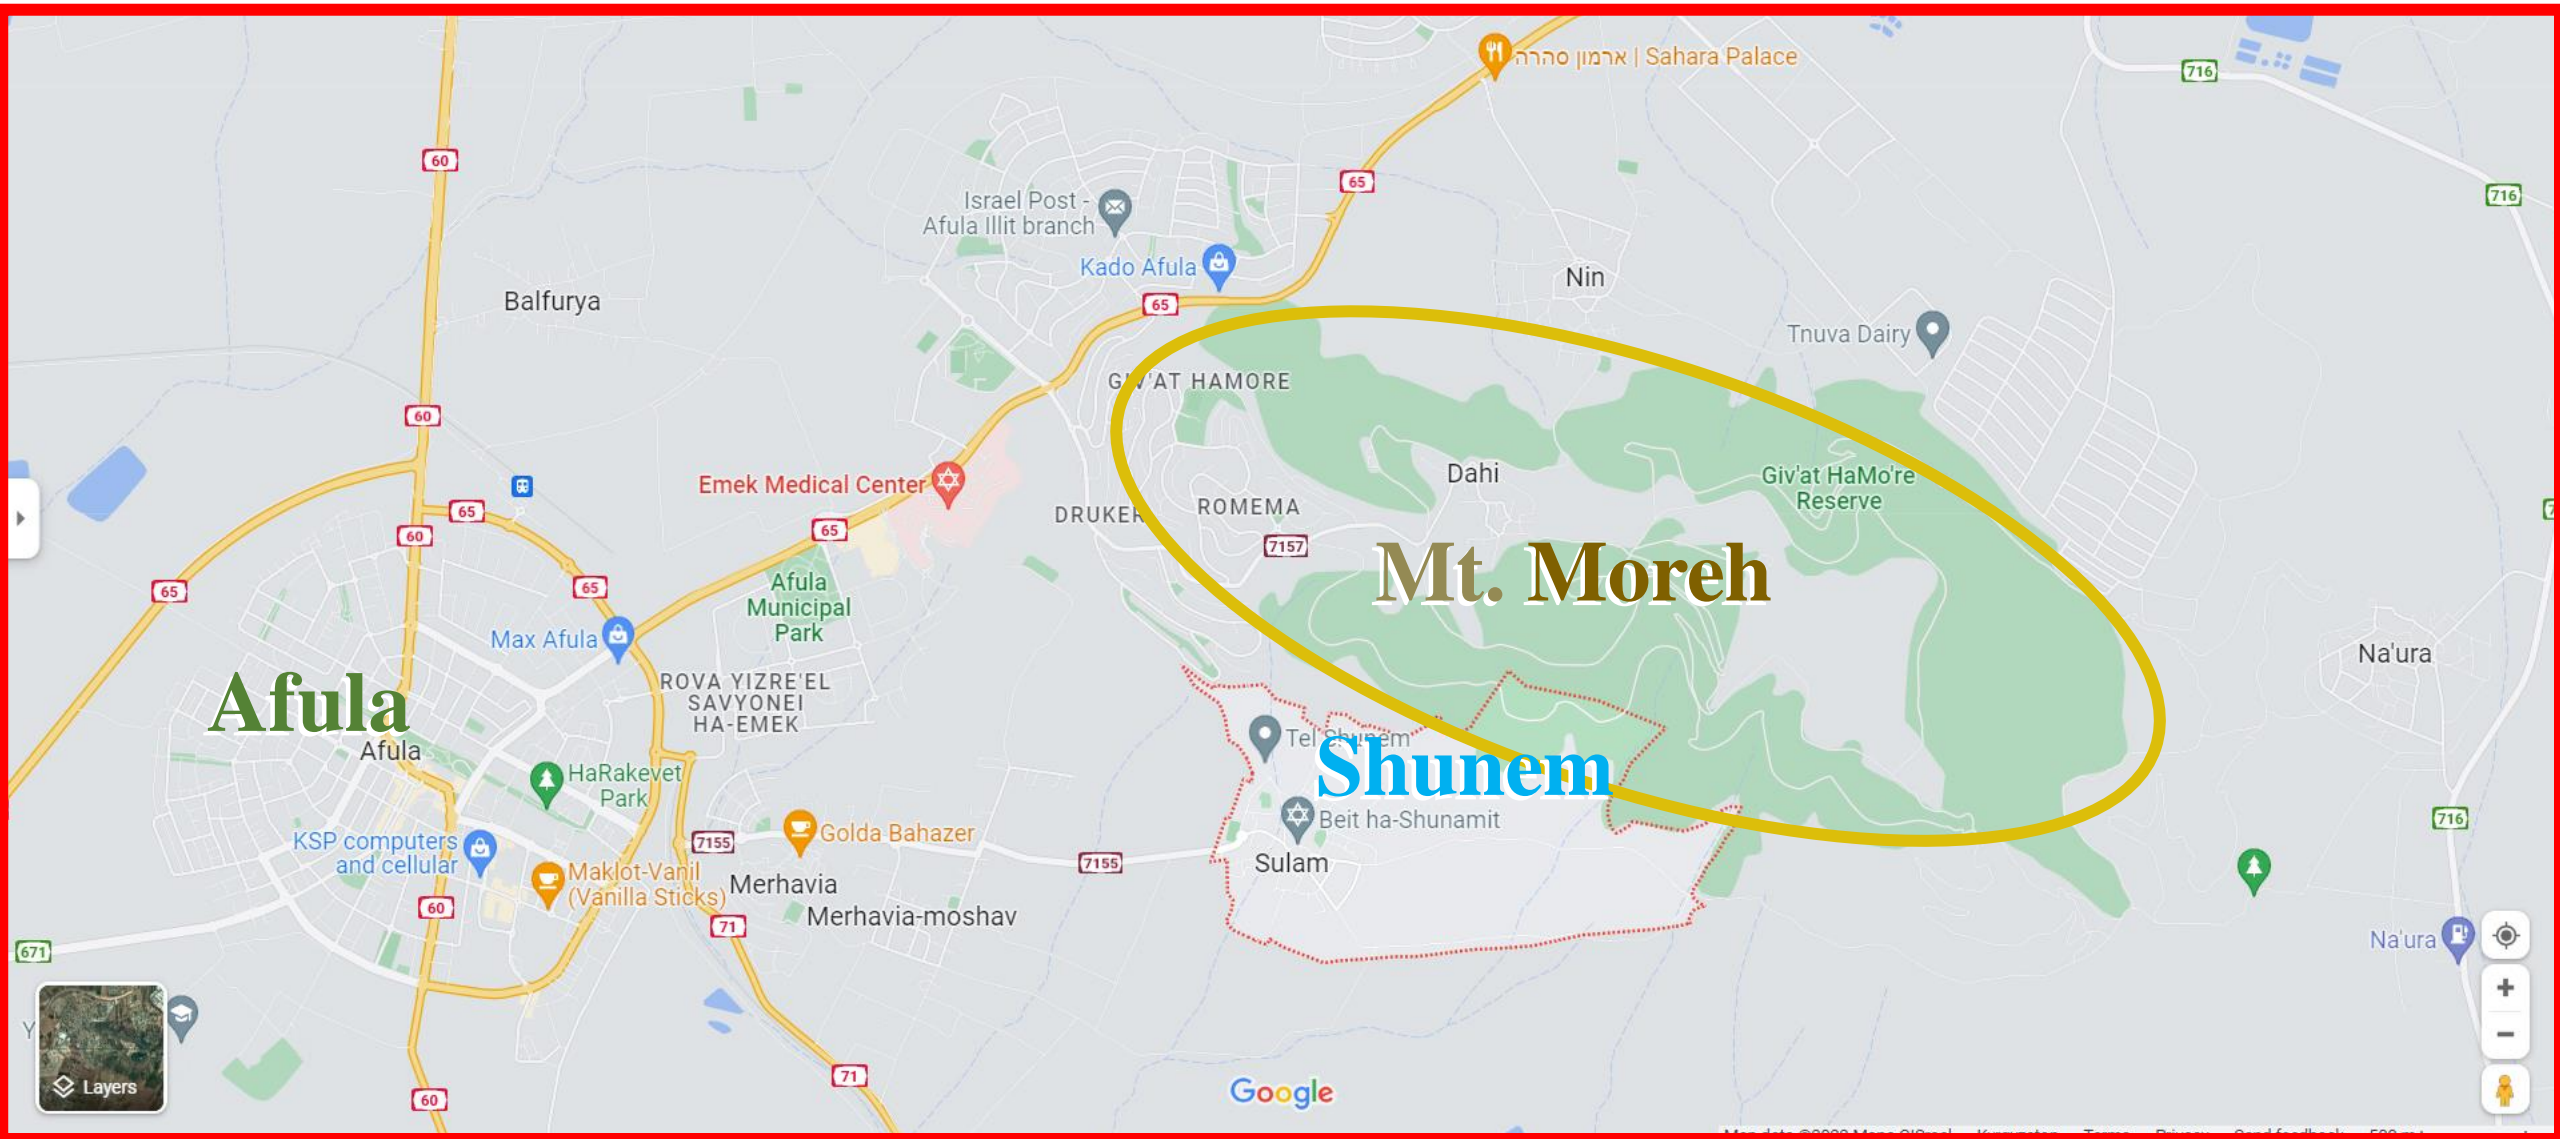 ארמון סהרה | Sahara Palace
716
60
65
716
Israel Post -
Afula Illit branch
Kado Afula
Nin
Balfurya
65
Tnuva Dairy
GIV'AT HAMORE
60
Dahi
Giv'at HaMo're
Reserve
Emek Medical Center
ROMEMA
DRUKER
65
60
65
7157
Mt. Moreh
65
65
Afula
Municipal
Park
Max Afula
Na'ura
ROVA YIZRE'EL
SAVYONEI
HA-EMEK
Afula
Afula
Tel Shunem
Shunem
HaRakevet
Park
Beit ha-Shunamit
716
KSP computers
and cellular
7155
Golda Bahazer
7155
Sulam
Maklot-Vanil
(Vanilla Sticks)
Merhavia
Merhavia-moshav
60
71
671
Na'ura
Layers
71
60
Google